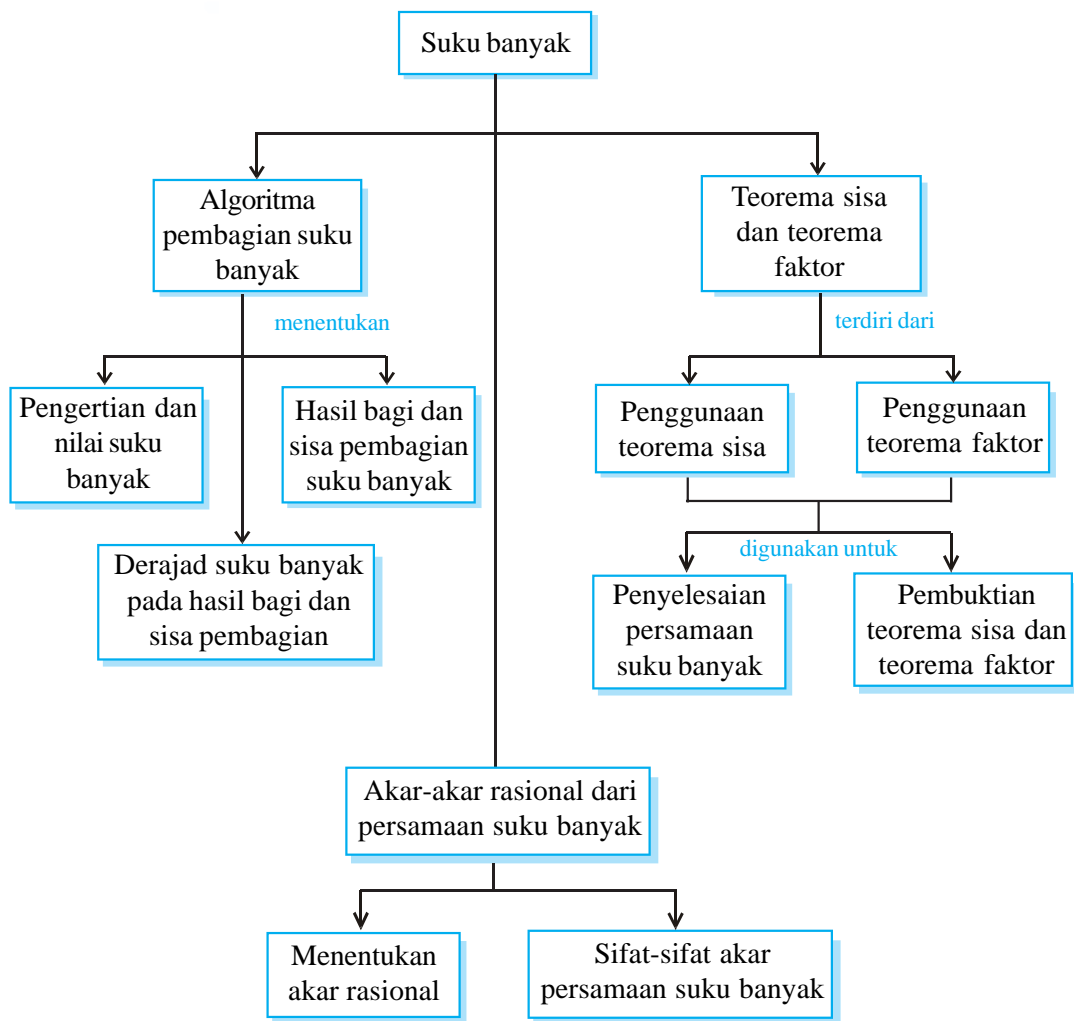 Suku banyak
Algoritma
pembagian suku
banyak
Teorema sisa
dan teorema
faktor
menentukan
terdiri dari
Pengertian dan
nilai suku
banyak
Hasil bagi dan
sisa pembagian
suku banyak
Penggunaan
teorema sisa
Penggunaan
teorema faktor
Derajad suku banyak
pada hasil bagi dan
sisa pembagian
digunakan untuk
Penyelesaian
persamaan
suku banyak
Pembuktian
teorema sisa dan
teorema faktor
Akar-akar rasional dari
persamaan suku banyak
Menentukan
akar rasional
Sifat-sifat akar
persamaan suku banyak